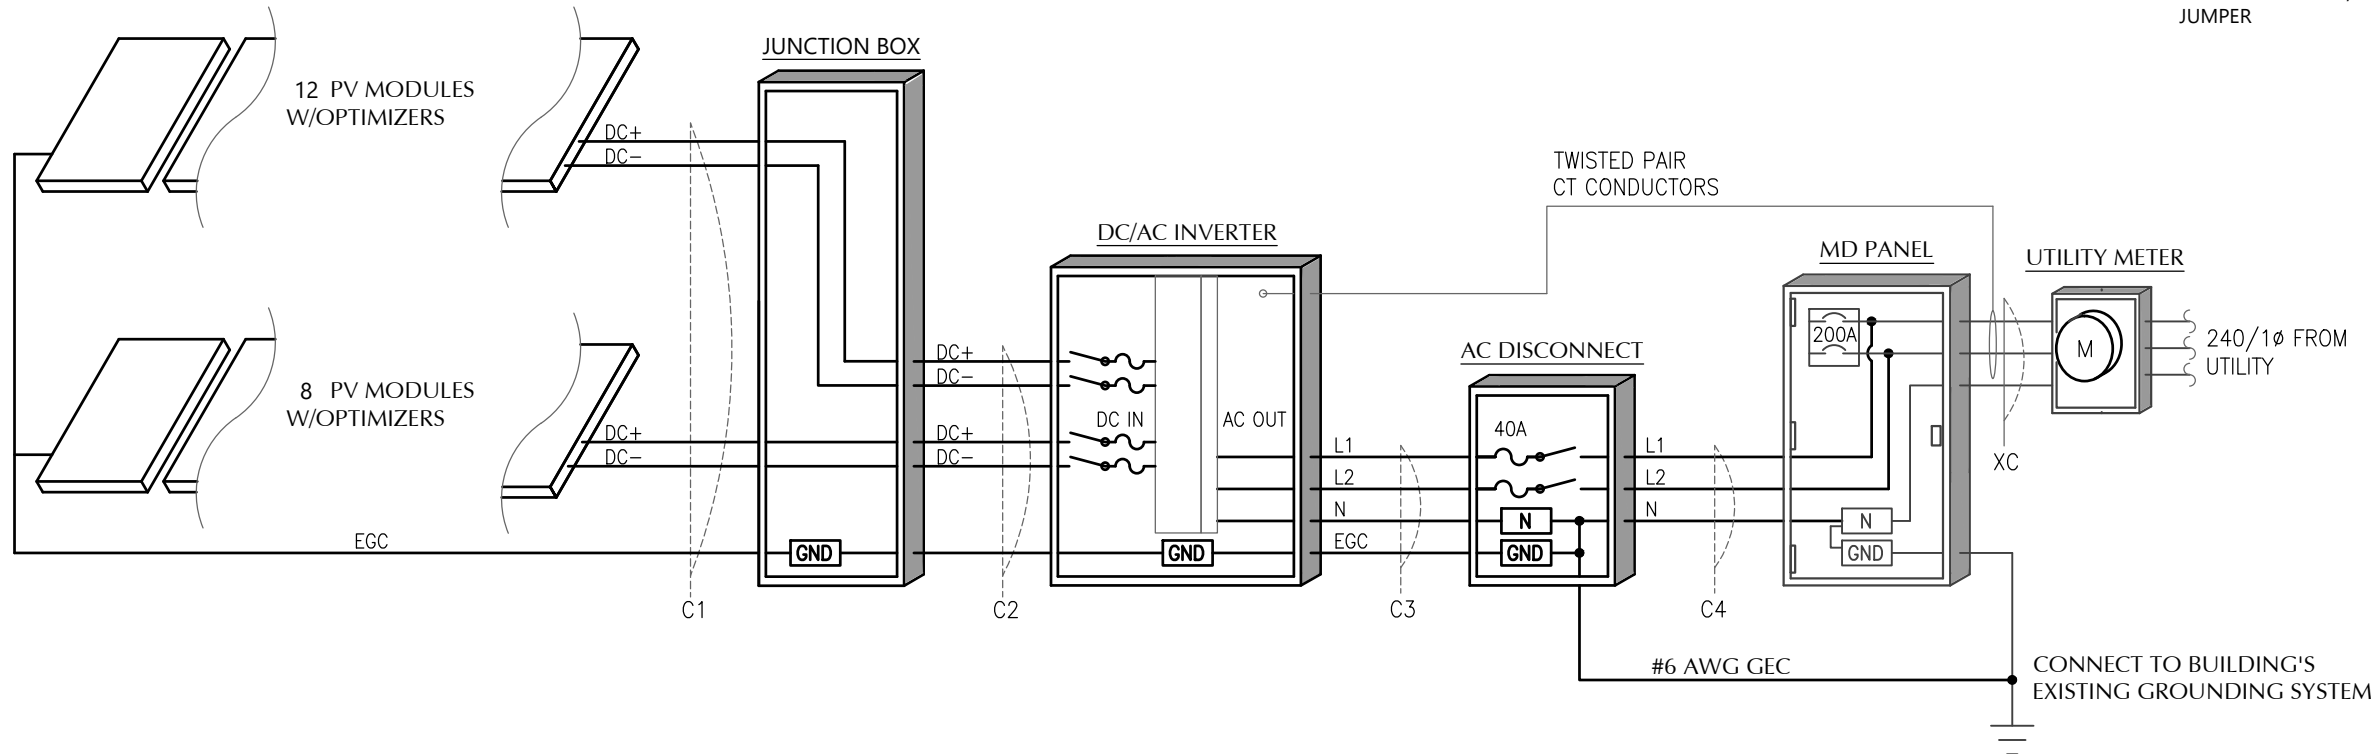 JUMPER
JUNCTION BOX
12 PV MODULES
W/OPTIMIZERS
DC+
DC-
TWISTED PAIR
CT CONDUCTORS
DC/AC INVERTER
MD PANEL
UTILITY METER
200A
M
240/1ø FROM
UTILITY
AC DISCONNECT
DC+
DC-
8 PV MODULES
W/OPTIMIZERS
DC+
DC-
DC+
DC-
DC IN
AC OUT
40A
L1
L2
N
EGC
L1
L2
N
XC
N
GND
N
GND
EGC
GND
GND
C1
C2
C3
C4
#6 AWG GEC
CONNECT TO BUILDING'S
EXISTING GROUNDING SYSTEM